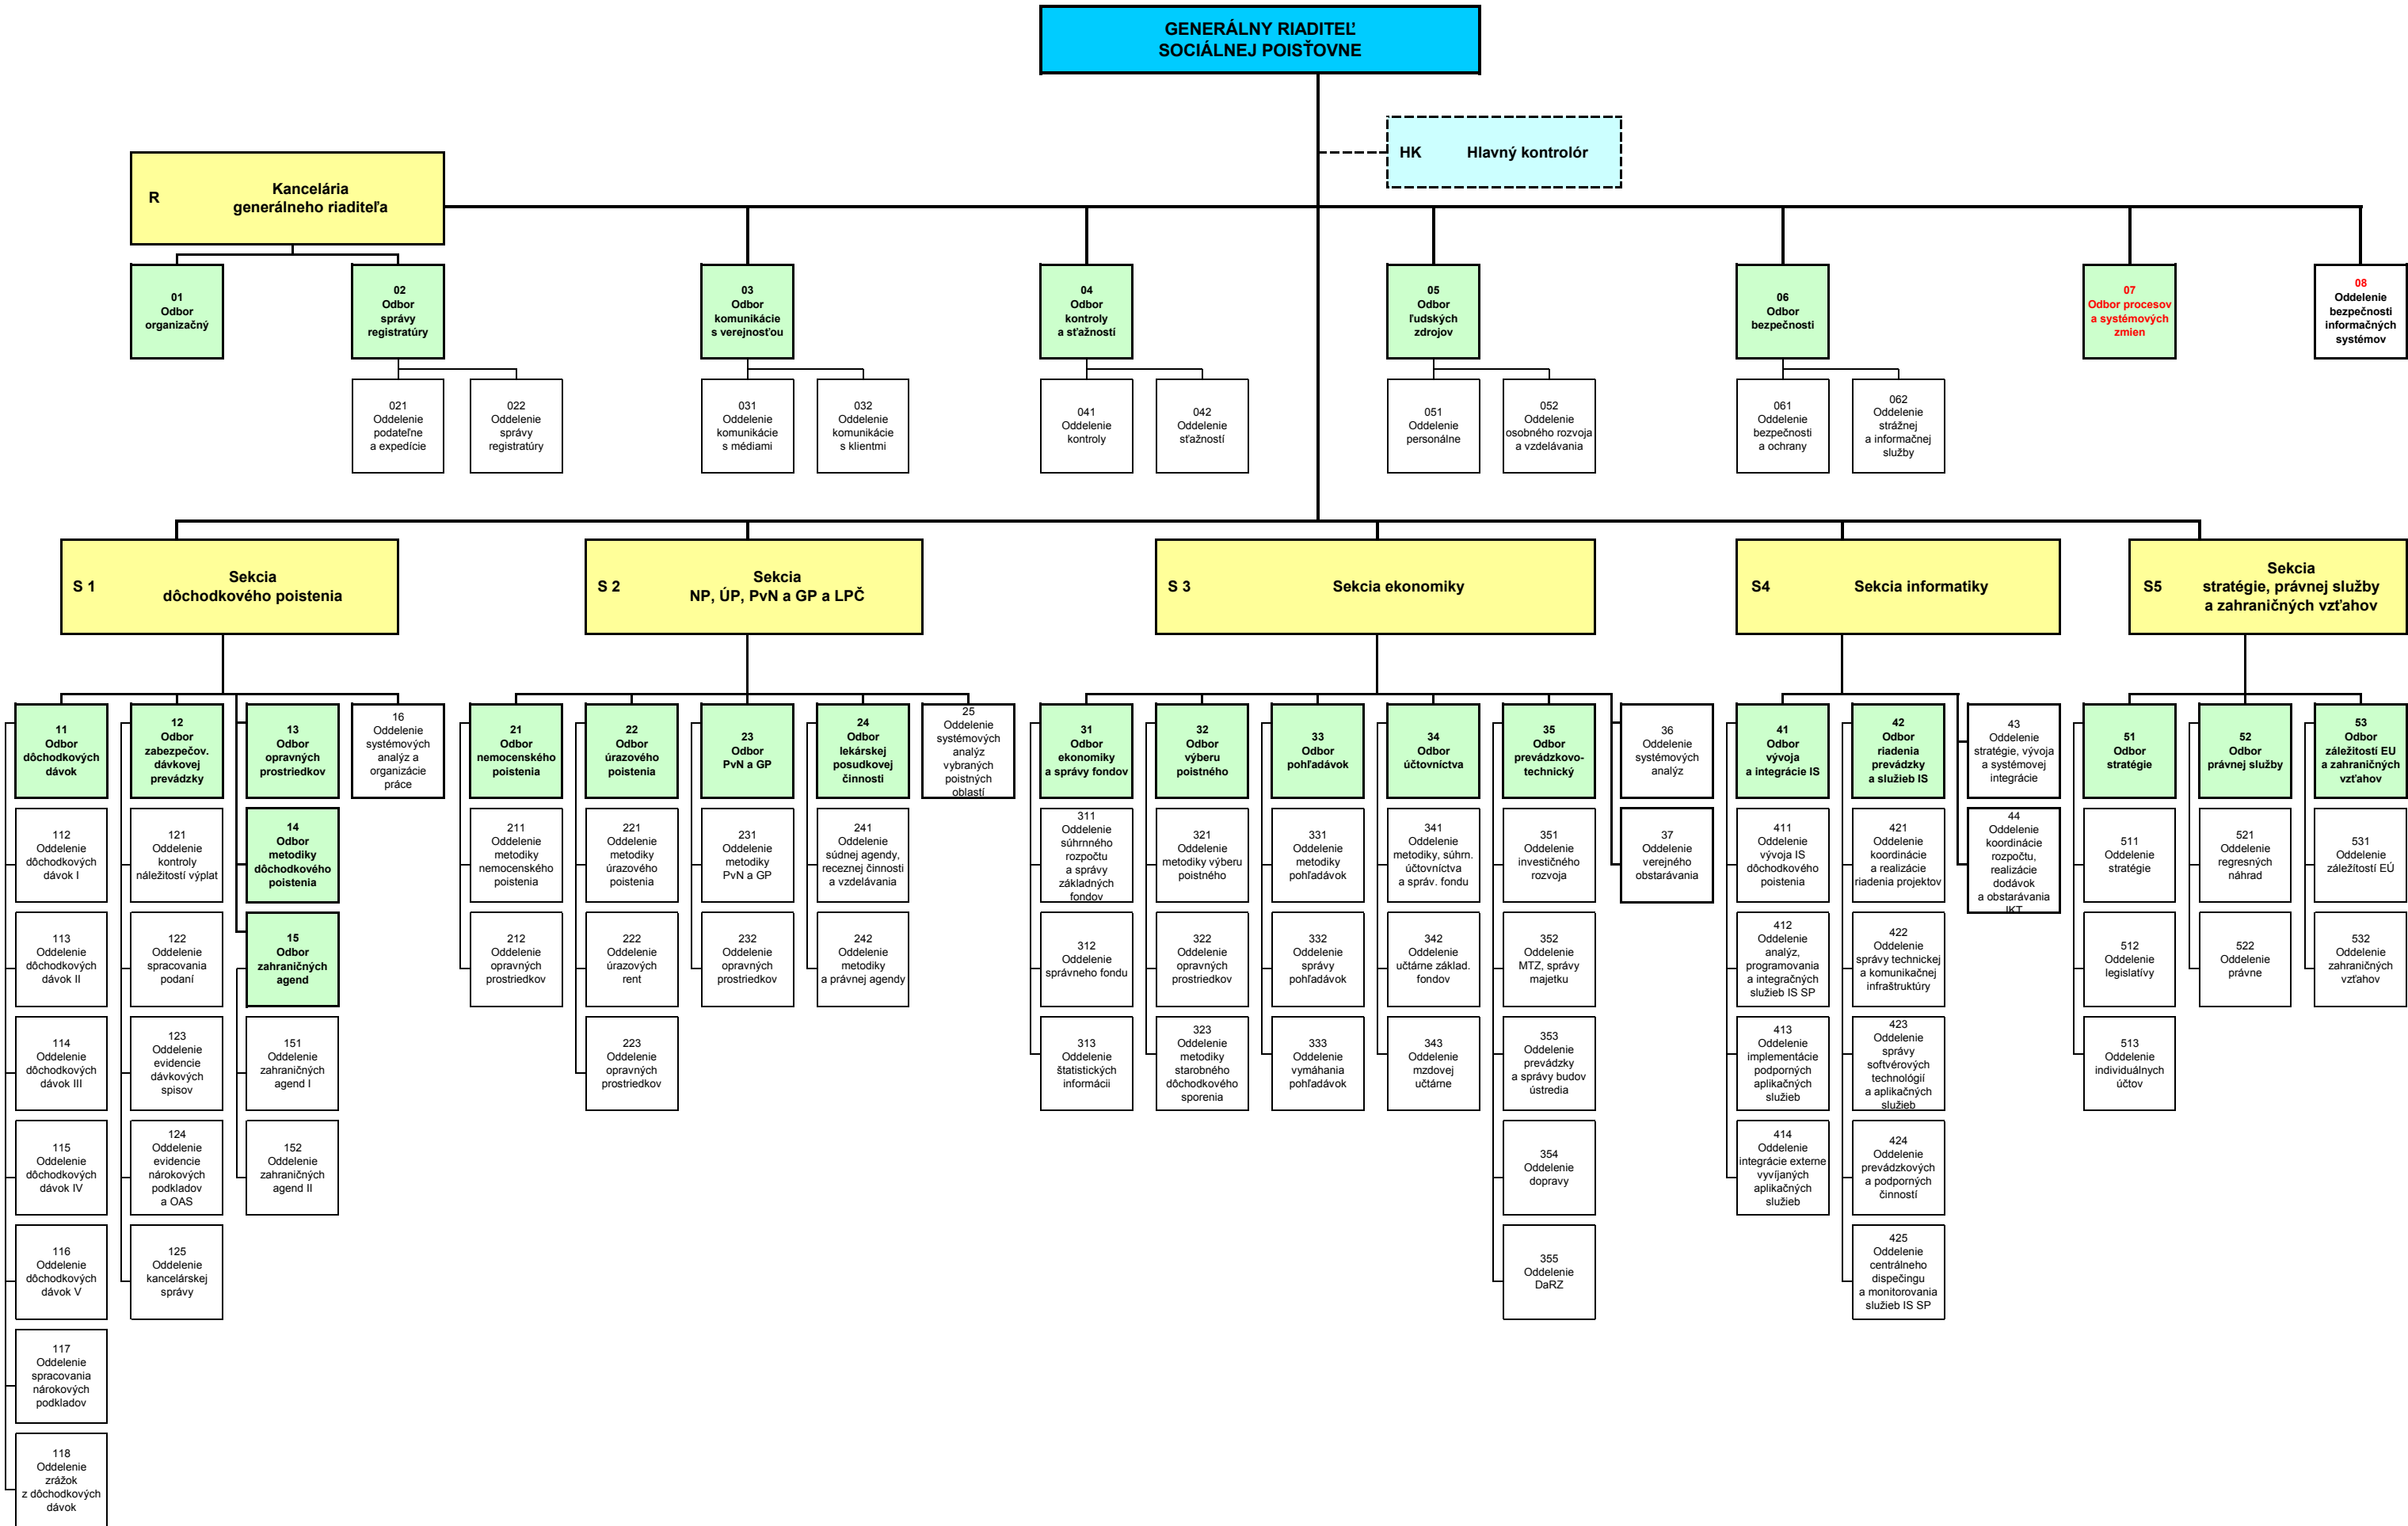 GENERÁLNY RIADITEĽ
SOCIÁLNEJ POISŤOVNE
HK Hlavný kontrolór
R Kancelária
generálneho riaditeľa
01
Odbor
organizačný
02
Odbor
správy
registratúry
03
Odbor
komunikácie
s verejnosťou
04
Odbor
kontroly
a sťažností
05
Odbor
ľudských
zdrojov
06
Odbor
bezpečnosti
07
Odbor procesov
a systémových
zmien
08
Oddelenie
bezpečnosti
informačných
systémov
021
Oddelenie
podateľne
a expedície
022
Oddelenie
správy
registratúry
031
Oddelenie
komunikácie
s médiami
032
Oddelenie
komunikácie
s klientmi
041
Oddelenie
kontroly
042
Oddelenie
sťažností
051
Oddelenie
personálne
052
Oddelenie
osobného rozvoja
a vzdelávania
061
Oddelenie
bezpečnosti
a ochrany
062
Oddelenie
strážnej
a informačnej
služby
S 1 Sekcia
dôchodkového poistenia
S 2 Sekcia
NP, ÚP, PvN a GP a LPČ
S 3 Sekcia ekonomiky
S4 Sekcia informatiky
S5 Sekcia
stratégie, právnej služby
a zahraničných vzťahov
11
Odbor
dôchodkových
dávok
12
Odbor
zabezpečov.
dávkovej
prevádzky
13
Odbor
opravných
prostriedkov
16
Oddelenie
systémových
analýz a
organizácie
práce
21
Odbor
nemocenského
poistenia
22
Odbor
úrazového
poistenia
23
Odbor
PvN a GP
24
Odbor
lekárskej
posudkovej
činnosti
25
Oddelenie
systémových
analýz
vybraných
poistných
oblastí
31
Odbor
ekonomiky
a správy fondov
32
Odbor
výberu
poistného
33
Odbor
pohľadávok
34
Odbor
účtovníctva
35
Odbor
prevádzkovo-
technický
36
Oddelenie
systémových
analýz
41
Odbor
vývoja
a integrácie IS
42
Odbor
riadenia
prevádzky
a služieb IS
43
Oddelenie
stratégie, vývoja
a systémovej
integrácie
51
Odbor
stratégie
52
Odbor
právnej služby
53
Odbor
záležitostí EU
a zahraničných
vzťahov
112
Oddelenie
dôchodkových
dávok I
121
Oddelenie
kontroly
náležitostí výplat
14
Odbor
metodiky
dôchodkového
poistenia
211
Oddelenie
metodiky
nemocenského
poistenia
221
Oddelenie
metodiky
úrazového
poistenia
231
Oddelenie
metodiky
PvN a GP
241
Oddelenie
súdnej agendy,
receznej činnosti
a vzdelávania
311
Oddelenie
súhrnného
rozpočtu
a správy
základných
fondov
321
Oddelenie
metodiky výberu
poistného
331
Oddelenie
metodiky
pohľadávok
341
Oddelenie
metodiky, súhrn.
účtovníctva
a správ. fondu
351
Oddelenie
investičného
rozvoja
37
Oddelenie
verejného
obstarávania
411
Oddelenie
vývoja IS
dôchodkového
poistenia
421
Oddelenie
koordinácie
a realizácie
riadenia projektov
44
Oddelenie
koordinácie
rozpočtu,
realizácie
dodávok
a obstarávania
IKT
511
Oddelenie
stratégie
521
Oddelenie
regresných
náhrad
531
Oddelenie
záležítostí EÚ
113
Oddelenie
dôchodkových
dávok II
122
Oddelenie
spracovania
podaní
15
Odbor
zahraničných
agend
212
Oddelenie
opravných
prostriedkov
222
Oddelenie
úrazových
rent
232
Oddelenie
opravných
prostriedkov
242
Oddelenie
metodiky
a právnej agendy
312
Oddelenie
správneho fondu
322
Oddelenie
opravných
prostriedkov
332
Oddelenie
správy
pohľadávok
342
Oddelenie
učtárne základ.
fondov
352
Oddelenie
MTZ, správy
majetku
412
Oddelenie
analýz,
programovania
a integračných
služieb IS SP
422
Oddelenie
správy technickej
a komunikačnej
infraštruktúry
512
Oddelenie
legislatívy
522
Oddelenie
právne
532
Oddelenie
zahraničných
vzťahov
114
Oddelenie
dôchodkových
dávok III
123
Oddelenie
evidencie
dávkových
spisov
151
Oddelenie
zahraničných
agend I
223
Oddelenie
opravných
prostriedkov
313
Oddelenie
štatistických
informácii
323
Oddelenie
metodiky
starobného
dôchodkového
sporenia
333
Oddelenie
vymáhania
pohľadávok
343
Oddelenie
mzdovej
učtárne
353
Oddelenie
prevádzky
a správy budov
ústredia
413
Oddelenie
implementácie
podporných
aplikačných
služieb
423
Oddelenie
správy
softvérových
technológií
a aplikačných
služieb
513
Oddelenie
individuálnych
účtov
115
Oddelenie
dôchodkových
dávok IV
124
Oddelenie
evidencie
nárokových
podkladov
a OAS
152
Oddelenie
zahraničných
agend II
354
Oddelenie
dopravy
414
Oddelenie
integrácie externe
vyvíjaných
aplikačných
služieb
424
Oddelenie
prevádzkových
a podporných
činností
116
Oddelenie
dôchodkových
dávok V
125
Oddelenie
kancelárskej
správy
355
Oddelenie
DaRZ
425
Oddelenie
centrálneho
dispečingu
a monitorovania
služieb IS SP
117
Oddelenie
spracovania
nárokových
podkladov
118
Oddelenie
zrážok
z dôchodkových
dávok